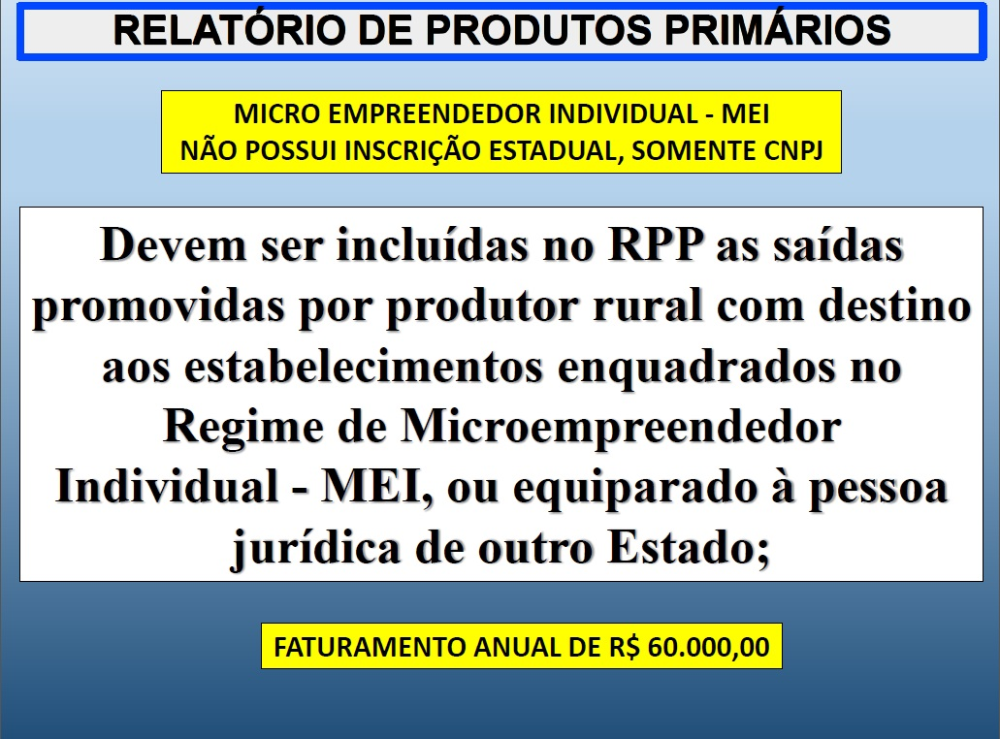 RELATÓRIO DE PRODUTOS PRIMÁRIOS
MICRO EMPREENDEDOR INDIVIDUAL - MEI
NÃO POSSUI INSCRIÇÃO ESTADUAL, SOMENTE CNPJ
Devem ser incluídas no RPP as saídas
promovidas por produtor rural com destino
aos estabelecimentos enquadrados no
Regime de Microempreendedor
Individual - MEI, ou equiparado à pessoa
jurídica de outro Estado;
FATURAMENTO ANUAL DE R$ 60.000,00